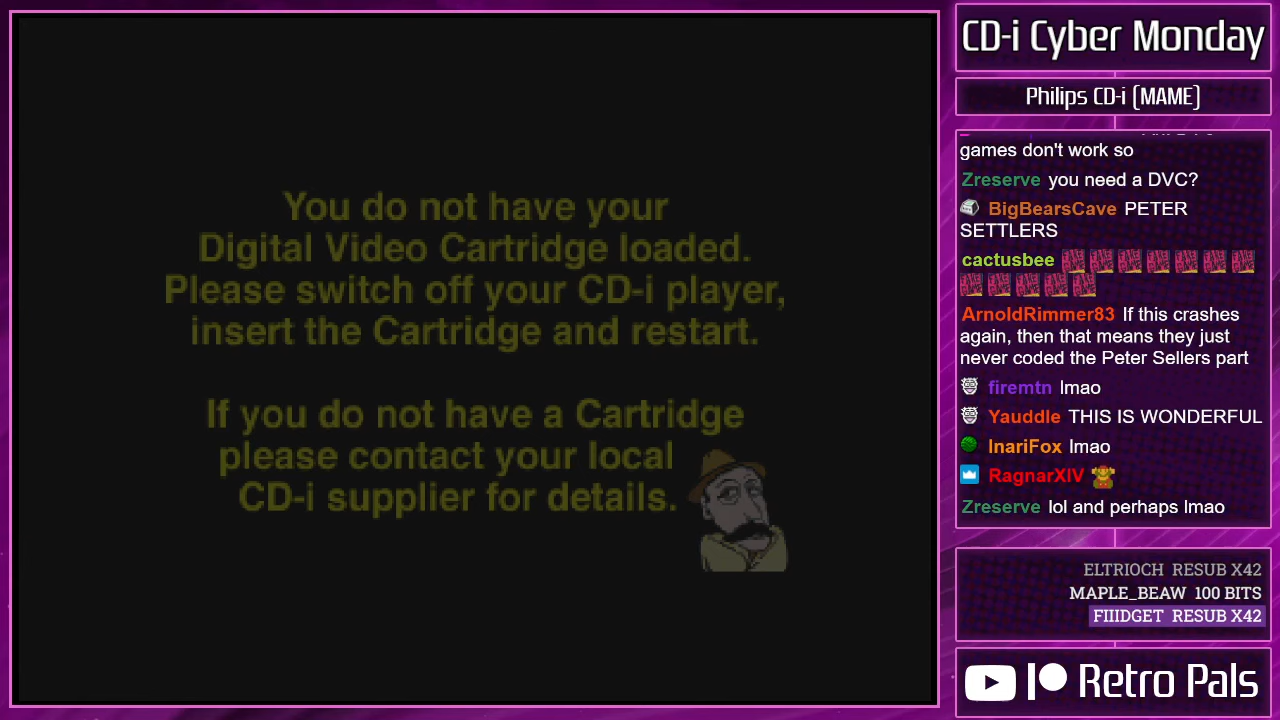 You do not have your
Digital Video Cartridge loaded.
Please switch off your CD-i player,
insert the Cartridge and restart.
If you do not have a Cartridge
please contact your local
CD-i supplier for details.
CD-i Cyber Monday
Philips CD-i [MAME]
games don't work so
Zreserve you need a DVC?
BigBearsCave PETER
SETTLERS
cactusbee
ArnoldRimmer83 If this crashes
again, then that means they just
never coded the Peter Sellers part
firemtn lmao
Yauddle THIS IS WONDERFUL
InariFox lmao
RagnarXIV
Zreserve lol and perhaps lmao
ELTRIOCH RESUB X42
MAPLE_BEAW 100 BITS
FIIIDGET RESUB X42
Retro Pals